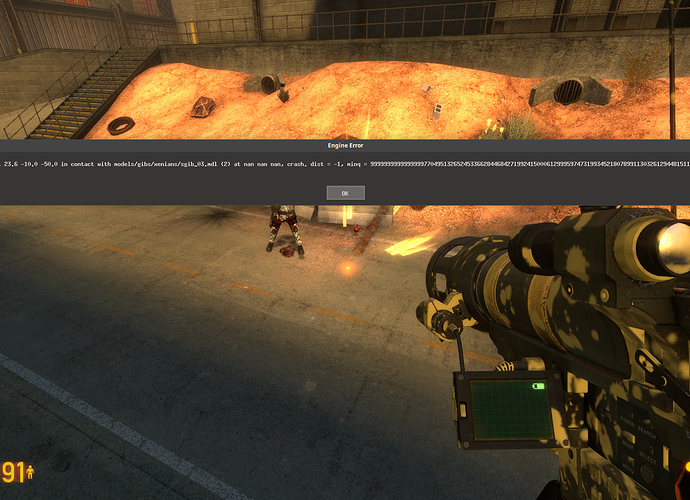 Engine Error
23,6 -10,0 -50,0 in contact with models/gibs/xenians/sgib_03.mdl (2) at nan nan nan, crash, dist = -1, minq =
OK
91